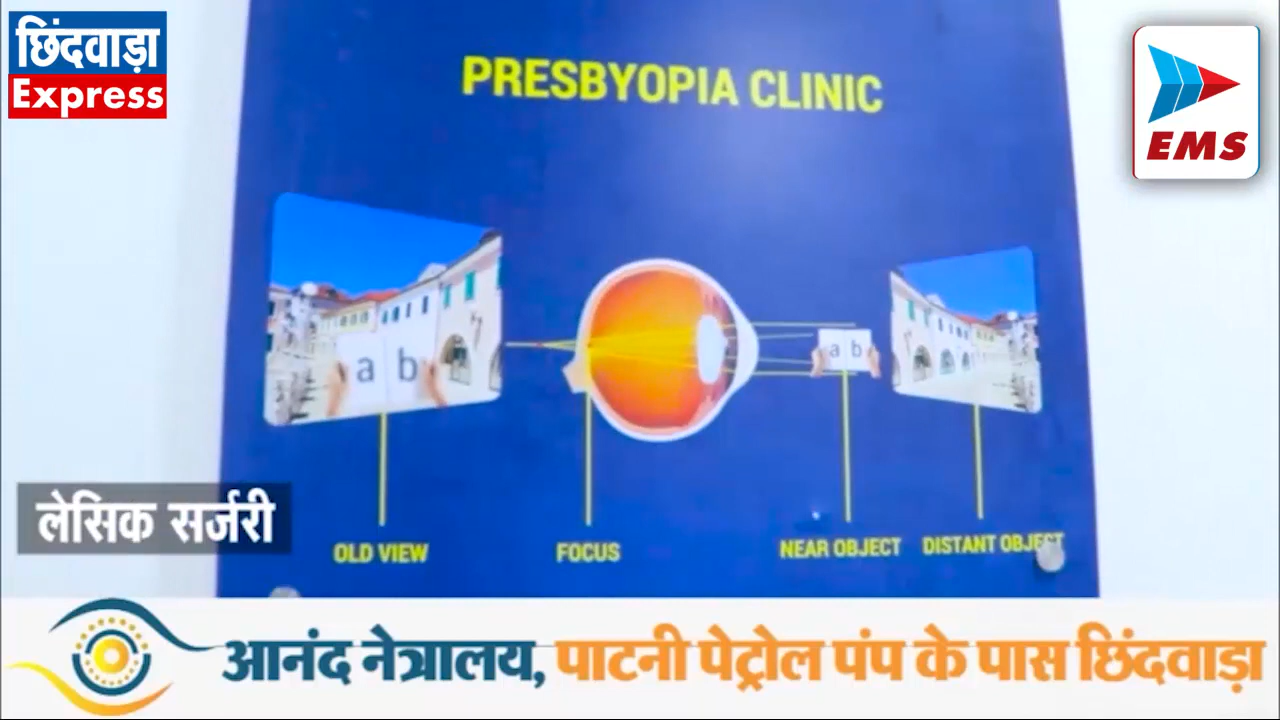 छिंदवाड़ा
Express
EMS
PRESBYOPIA CLINIC
a b
a b
OLD VIEW
FOCUS
NEAR OBJECT
DISTANT OBJECT
लेसिक सर्जरी
आनंद नेत्रालय, पाटनी पेट्रोल पंप के पास छिंदवाड़ा